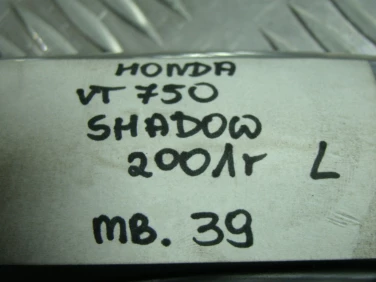 HONDA
VT 750
SHADOW
2001r L
MB. 39